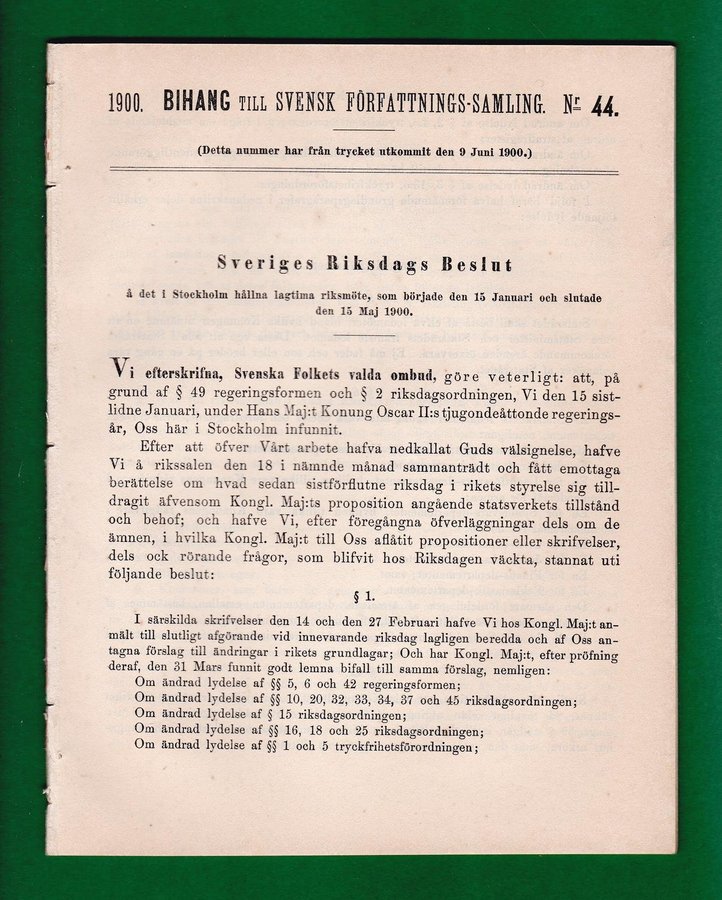 1900. BIHANG TILL SVENSK FÖRFATTNINGS-SAMLING. Nr 44.
(Detta nummer har från trycket utkommit den 9 Juni 1900.)
Sveriges Riksdags Beslut
å det i Stockholm hållna lagtima riksmöte, som började den 15 Januari och slutade
den 15 Maj 1900.
Vi efterskrifna, Svenska Folkets valda ombud, göre veterligt: att, på
grund af § 49 regeringsformen och § 2 riksdagsordningen, Vi den 15 sist-
lidne Januari, under Hans Maj:t Konung Oscar II:s tjugondeåttonde regerings-
år, Oss här i Stockholm infunnit.
Efter att öfver Vårt arbete hafva nedkallat Guds välsignelse, hafve
Vi å rikssalen den 18 i nämnde månad sammanträdt och fått emottaga
berättelse om hvad sedan sistförflutne riksdag i rikets styrelse sig till-
dragit äfvensom Kongl. Maj:ts proposition angående statsverkets tillstånd
och behof; och hafve Vi, efter föregångna öfverläggningar dels om de
ämnen, i hvilka Kongl. Maj:t till Oss aflåtit propositioner eller skrifvelser,
dels ock rörande frågor, som blifvit hos Riksdagen väckta, stannat uti
följande beslut:
§ 1.
I särskilda skrifvelser den 14 och den 27 Februari hafve Vi hos Kongl. Maj:t an-
mält till slutligt afgörande vid innevarande riksdag lagligen beredda och af Oss an-
tagna förslag till ändringar i rikets grundlagar; Och har Kongl. Maj:t, efter pröfning
deraf, den 31 Mars funnit godt lemna bifall till samma förslag, nemligen:
Om ändrad lydelse af §§ 5, 6 och 42 regeringsformen;
Om ändrad lydelse af §§ 10, 20, 32, 33, 34, 37 och 45 riksdagsordningen;
Om ändrad lydelse af § 15 riksdagsordningen;
Om ändrad lydelse af §§ 16, 18 och 25 riksdagsordningen;
Om ändrad lydelse af §§ 1 och 5 tryckfrihetsförordningen;